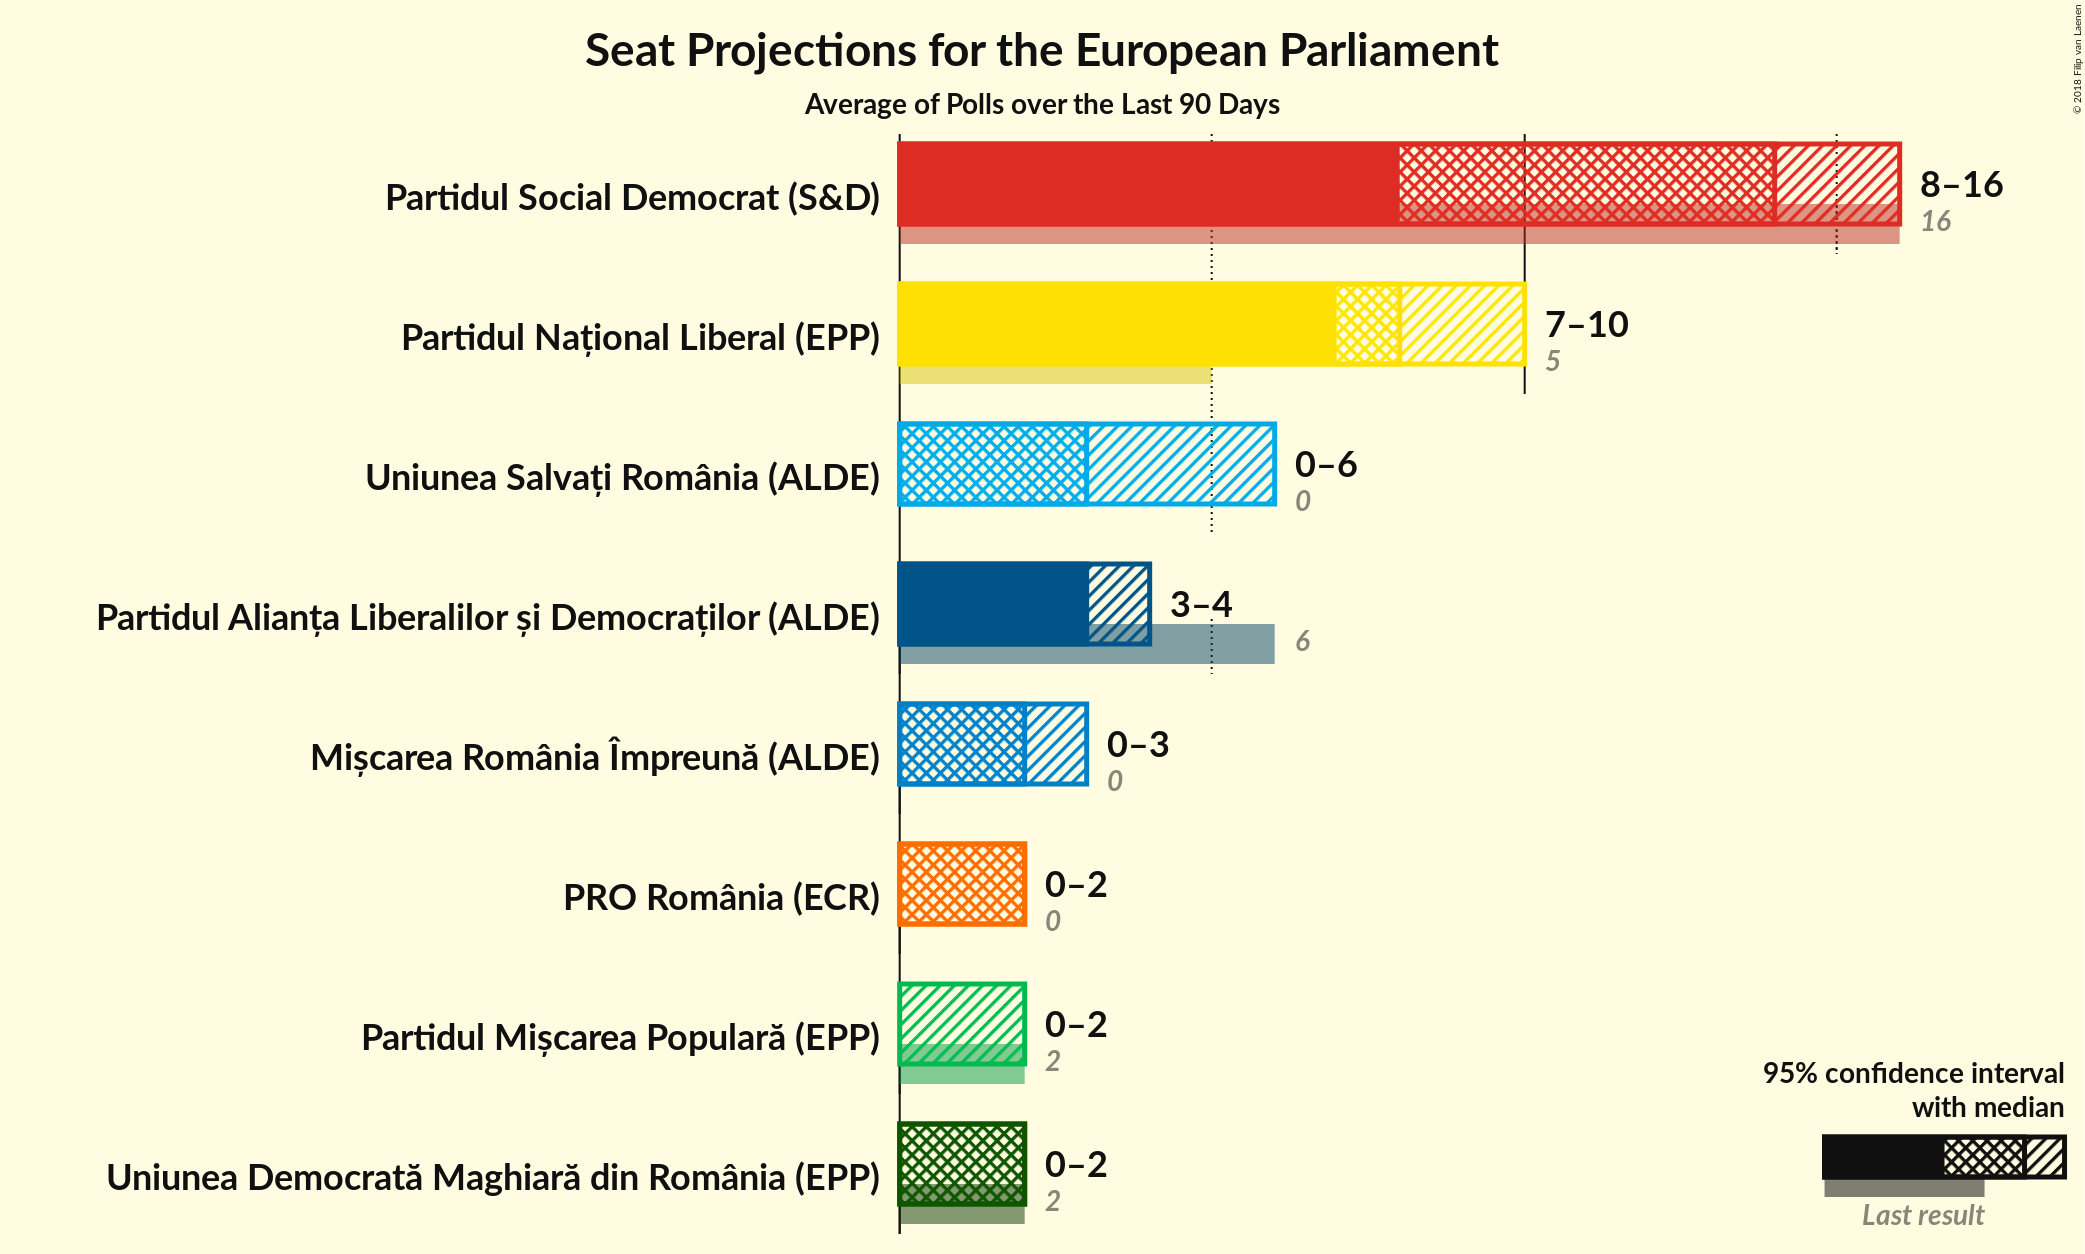 Seat Projections for the European Parliament
Average of Polls over the Last 90 Days
© 2018 Filip van Laenen
Partidul Social Democrat (S&D)
8–16
16
Partidul Național Liberal (EPP)
7–10
5
Uniunea Salvați România (ALDE)
0–6
0
Partidul Alianța Liberalilor și Democraților (ALDE)
3–4
6
Mișcarea România Împreună (ALDE)
0–3
0
PRO România (ECR)
0–2
0
Partidul Mișcarea Populară (EPP)
0–2
2
Uniunea Democrată Maghiară din România (EPP)
0–2
2
95% confidence interval
with median
Last result